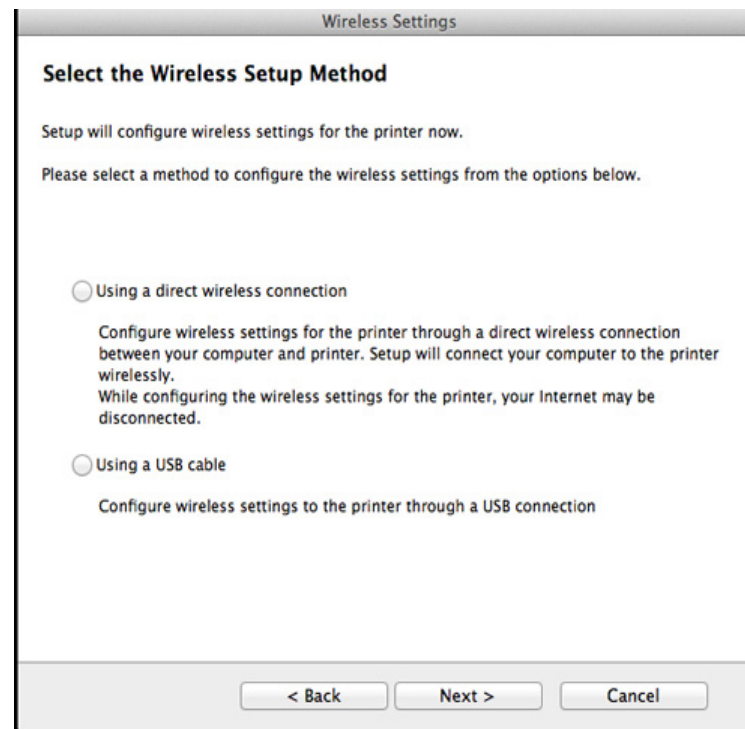 Wireless Settings
Select the Wireless Setup Method
Setup will configure wireless settings for the printer now.
Please select a method to configure the wireless settings from the options below.
Using a direct wireless connection
Configure wireless settings for the printer through a direct wireless connection
between your computer and printer. Setup will connect your computer to the printer
wirelessly.
While configuring the wireless settings for the printer, your Internet may be
disconnected.
Using a USB cable
Configure wireless settings to the printer through a USB connection
< Back Next > Cancel